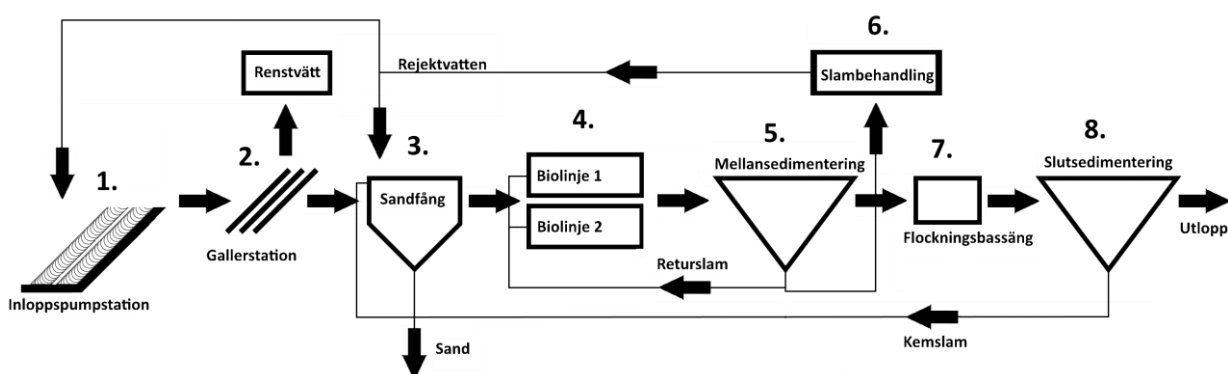 6.
Renstvätt
Rejektvatten
Slambehandling
1.
2.
3.
4.
5.
7.
8.
Mellansedimentering
Slutsedimentering
Biolinje 1
Sandfång
Biolinje 2
Utlopp
Gallerstation
Flockningsbassäng
Returslam
Inloppspumpstation
Sand
Kemslam